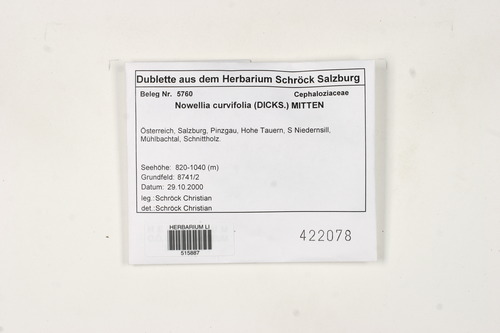 Dublette aus dem Herbarium Schröck Salzburg
Beleg Nr. 5760 Cephaloziaceae
Nowellia curvifolia (DICKS.) MITTEN
Österreich, Salzburg, Pinzgau, Hohe Tauern, S Niedernsill,
Mühlbachtal, Schnittholz.
Seehöhe: 820-1040 (m)
Grundfeld: 8741/2
Datum: 29.10.2000
leg.:Schröck Christian
det.:Schröck Christian
HERBARIUM LI
515887
422078